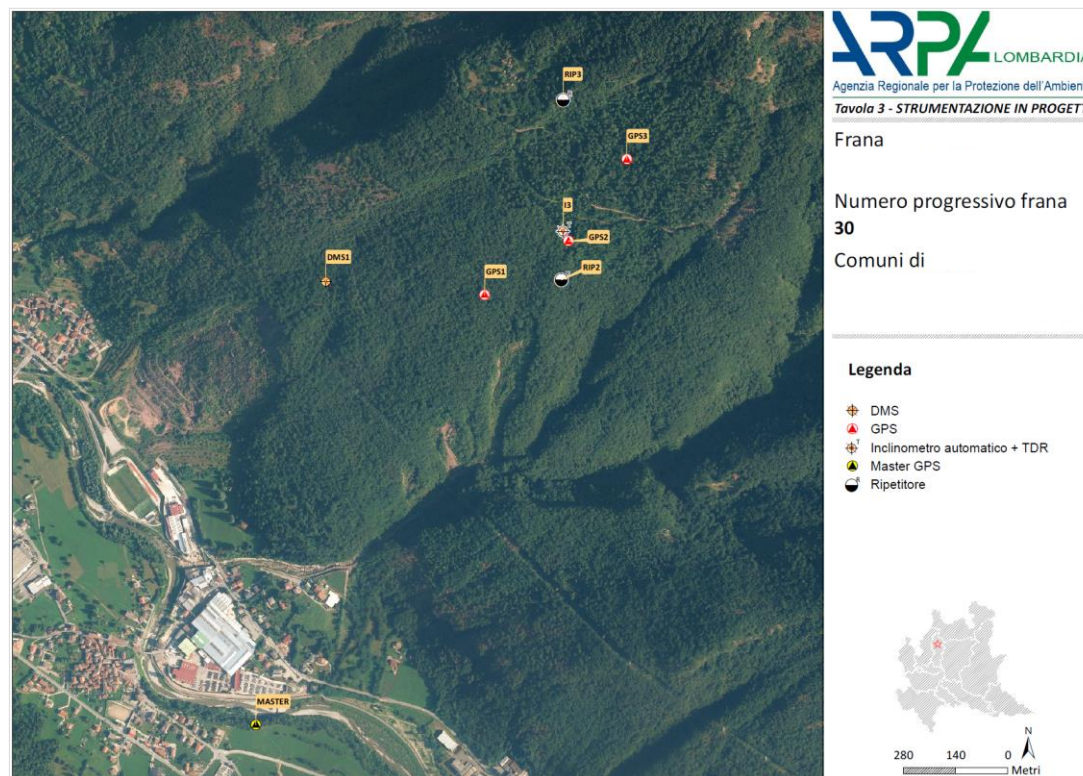 RIP3
GPS3
I3
GPS2
DMS1
GPS1
RIP2
MASTER
ARPA LOMBARDIA
Agenzia Regionale per la Protezione dell'Ambien
Tavola 3 - STRUMENTAZIONE IN PROGETT
Frana
Numero progressivo frana
30
Comuni di
Legenda
DMS
GPS
T
Inclinometro automatico + TDR
Master GPS
R
Ripetitore
N
280 140 0
Metri